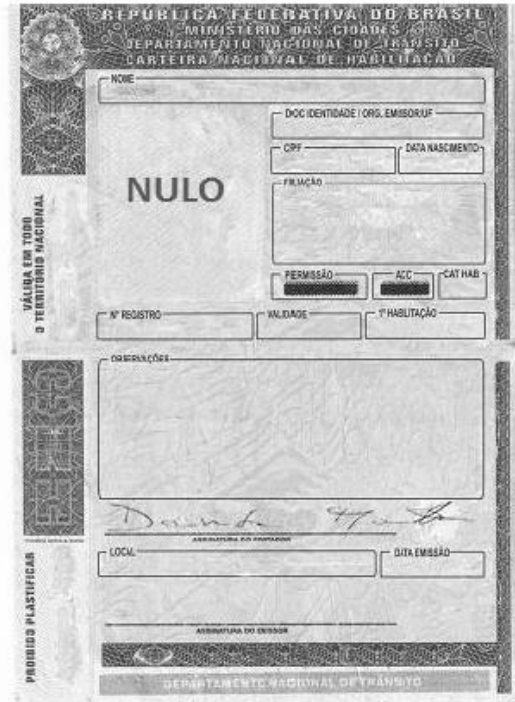 REPÚBLICA FEDERATIVA DO BRASIL
MINISTÉRIO DAS CIDADES
DEPARTAMENTO NACIONAL DE TRÂNSITO
CARTEIRA NACIONAL DE HABILITAÇÃO
NOME
DOC IDENTIDADE / ORG. EMISSOR/UF
CPF
DATA NASCIMENTO
NULO
FILIAÇÃO
VÁLIDA EM TODO
O TERRITÓRIO NACIONAL
PERMISSÃO
ACC
CAT HAB
Nº REGISTRO
VALIDADE
1ª HABILITAÇÃO
OBSERVAÇÕES
ASSINATURA DO PORTADOR
LOCAL
DATA EMISSÃO
PROIBIDO PLASTIFICAR
ASSINATURA DO EMISSOR
DEPARTAMENTO NACIONAL DE TRÂNSITO